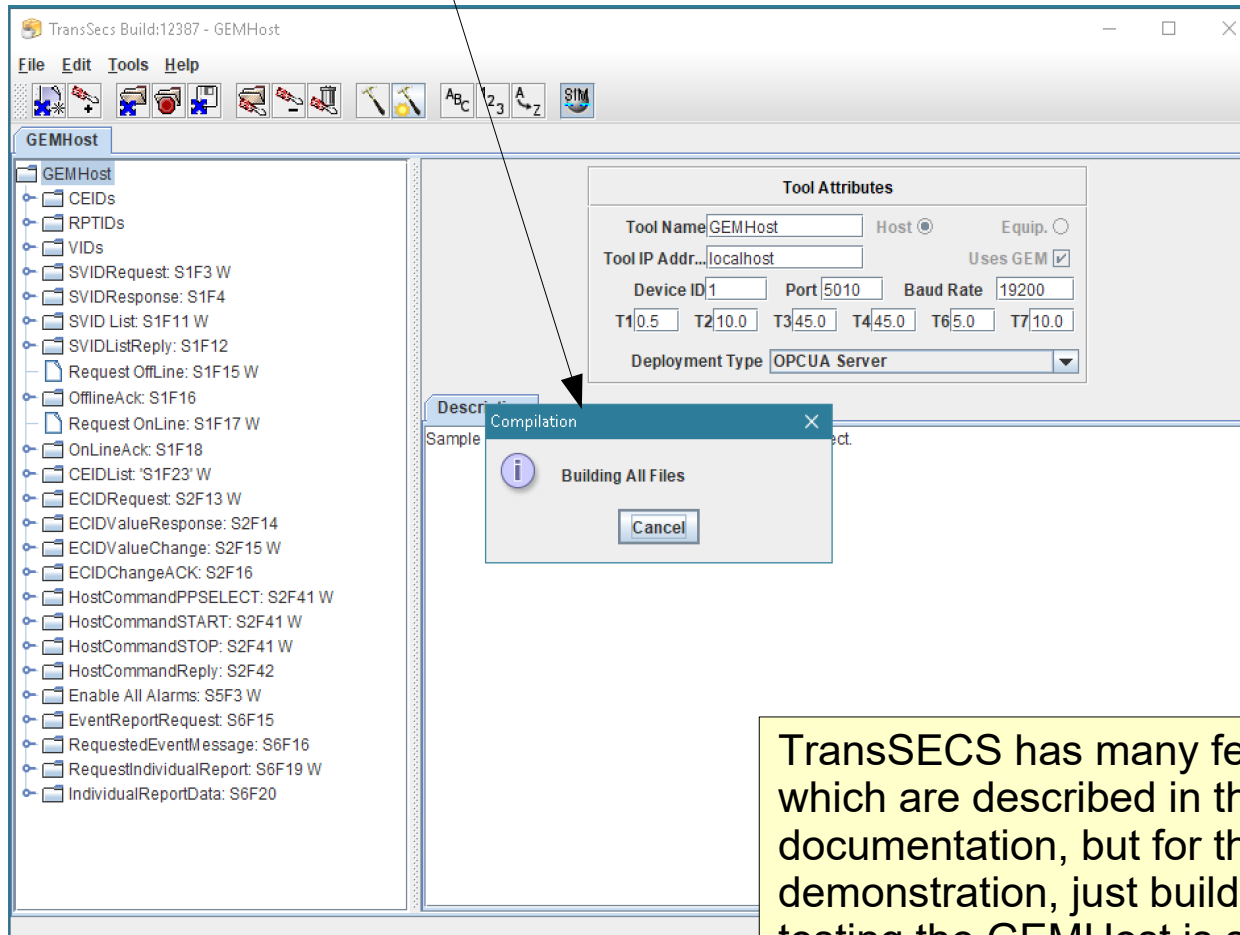 TransSecs Build:12387 - GEMHost
File Edit Tools Help
ABC 123 A Z SIM
GEMHost
GEMHost
CEIDs
RPTIDs
VIDs
SVIDRequest: S1F3 W
SVIDResponse: S1F4
SVID List: S1F11 W
SVIDListReply: S1F12
Request OffLine: S1F15 W
OfflineAck: S1F16
Request OnLine: S1F17 W
OnLineAck: S1F18
CEIDList: 'S1F23' W
ECIDRequest: S2F13 W
ECIDValueResponse: S2F14
ECIDValueChange: S2F15 W
ECIDChangeACK: S2F16
HostCommandPPSELECT: S2F41 W
HostCommandSTART: S2F41 W
HostCommandSTOP: S2F41 W
HostCommandReply: S2F42
Enable All Alarms: S5F3 W
EventReportRequest: S6F15
RequestedEventMessage: S6F16
RequestIndividualReport: S6F19 W
IndividualReportData: S6F20
Tool Attributes
Tool Name GEMHost Host Equip.
Tool IP Addr... localhost Uses GEM
Device ID 1 Port 5010 Baud Rate 19200
T1 0.5 T2 10.0 T3 45.0 T4 45.0 T6 5.0 T7 10.0
Deployment Type OPCUA Server
Descri
Sample ect.
Compilation
Building All Files
Cancel
TransSECS has many fe
which are described in th
documentation, but for th
demonstration, just build